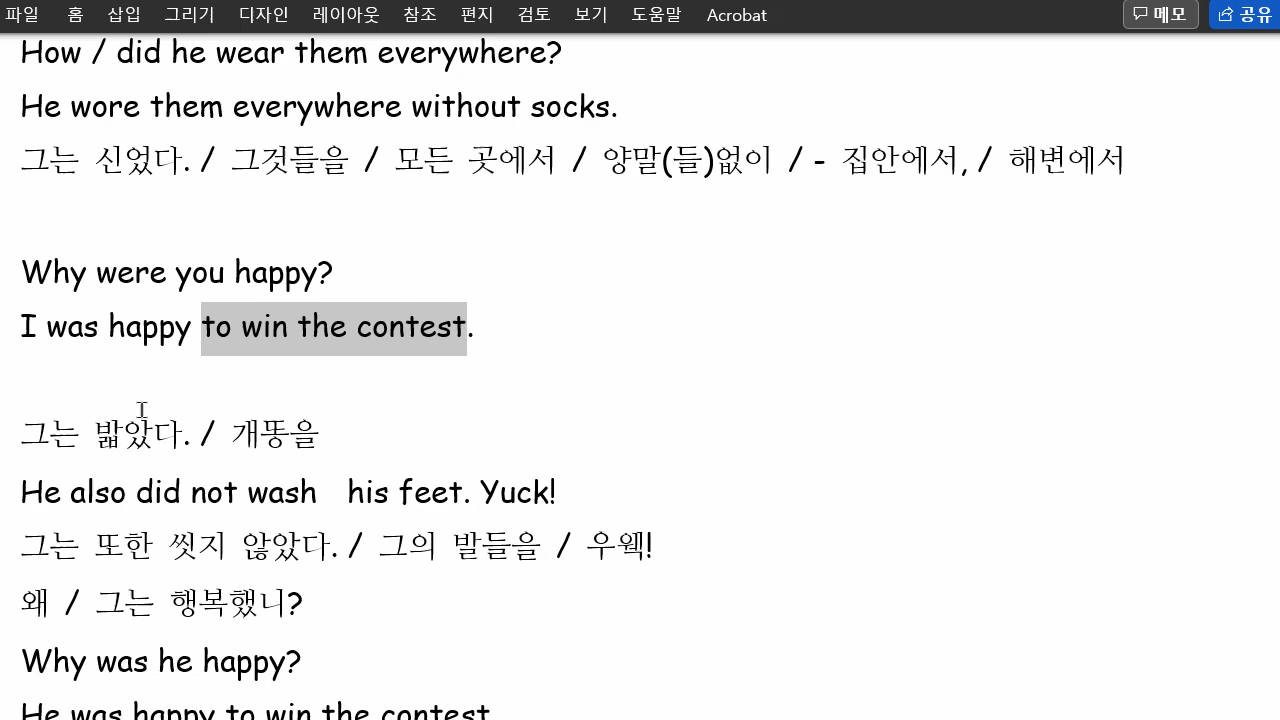 파일 홈 삽입 그리기 디자인 레이아웃 참조 편지 검토 보기 도움말 Acrobat 메모 공유
How / did he wear them everywhere?
He wore them everywhere without socks.
그는 신었다. / 그것들을 / 모든 곳에서 / 양말(들)없이 / - 집안에서, / 해변에서
Why were you happy?
I was happy to win the contest.
그는 밟았다. / 개똥을
He also did not wash his feet. Yuck!
그는 또한 씻지 않았다. / 그의 발들을 / 우웩!
왜 / 그는 행복했니?
Why was he happy?
He was happy to win the contest